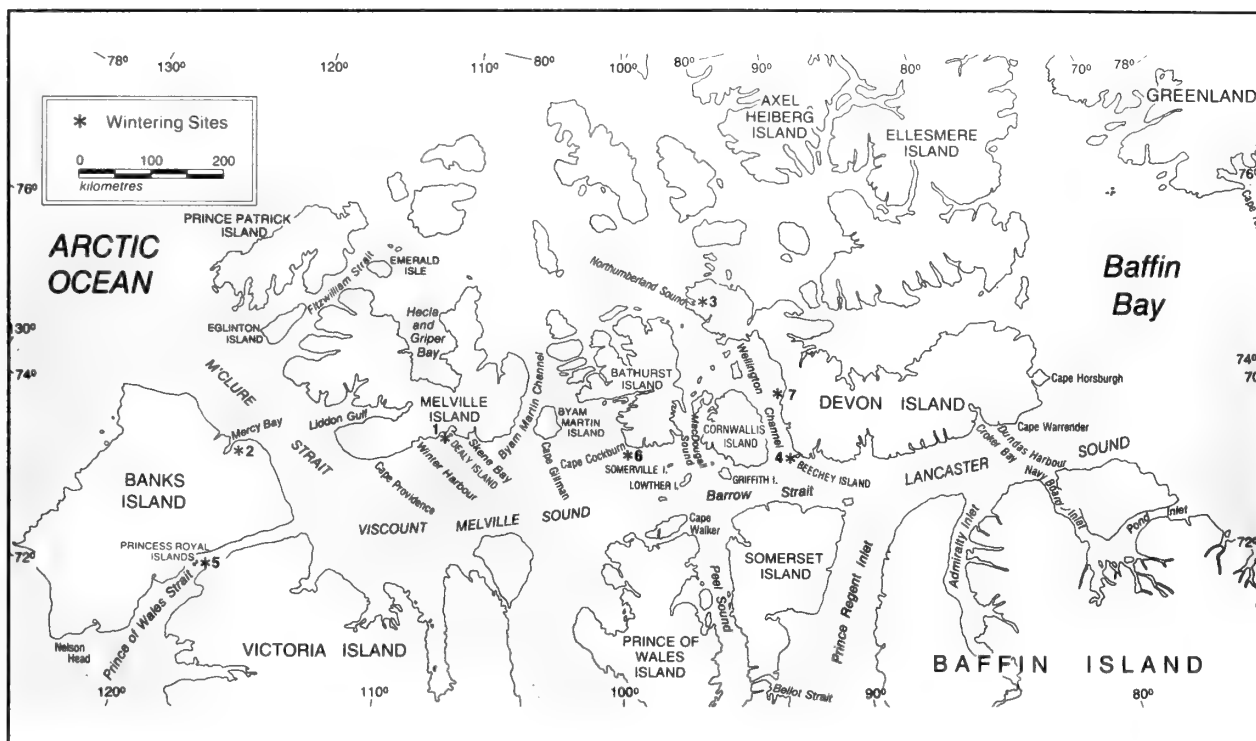 78° 130° 120° 110° 80° 100° 80° 90° 80° 70° 78°
* Wintering Sites
0 100 200
kilometres
76°
PRINCE PATRICK
ISLAND
ARCTIC
OCEAN
EMERALD
ISLE
Fitzwilliam Strait
EGLINTON
ISLAND
130°
74°
Hecla
and
Griper
Bay
AXEL
HEIBERG
ISLAND
ELLESMERE
ISLAND
GREENLAND
76°
Baffin
Bay
Northumberland Sound
*3
M'CLURE
STRAIT
Mercy Bay
*2
Liddon Gulf
MELVILLE
ISLAND
1*
DEALY ISLAND
Winter Harbour
Skene Bay
Byam Martin Channel
BYAM
MARTIN
ISLAND
Cape Gillman
Cape Providence
BATHURST
ISLAND
Cape Cockburn
*6
SOMERVILLE I.
LOWTHER I.
MacDougall
Sound
CORNWALLIS
ISLAND
GRIFFITH I.
Wellington
Channel
*7
4*
BEECHEY ISLAND
DEVON ISLAND
Cape Horsburgh
Cape Warrender
Dundas Harbour
Croker Bay
74°
70°
LANCASTER
SOUND
Navy Board Inlet
Pond Inlet
Admiralty Inlet
Barrow Strait
BANKS
ISLAND
VISCOUNT MELVILLE SOUND
Cape
Walker
SOMERSET
ISLAND
Prince Regent Inlet
72°
72°
PRINCESS ROYAL
ISLANDS
*5
Prince of Wales Strait
Nelson
Head
VICTORIA ISLAND
PRINCE OF
WALES
ISLAND
Peel Sound
Bellot Strait
BAFFIN ISLAND
120° 110° 100° 90° 80°